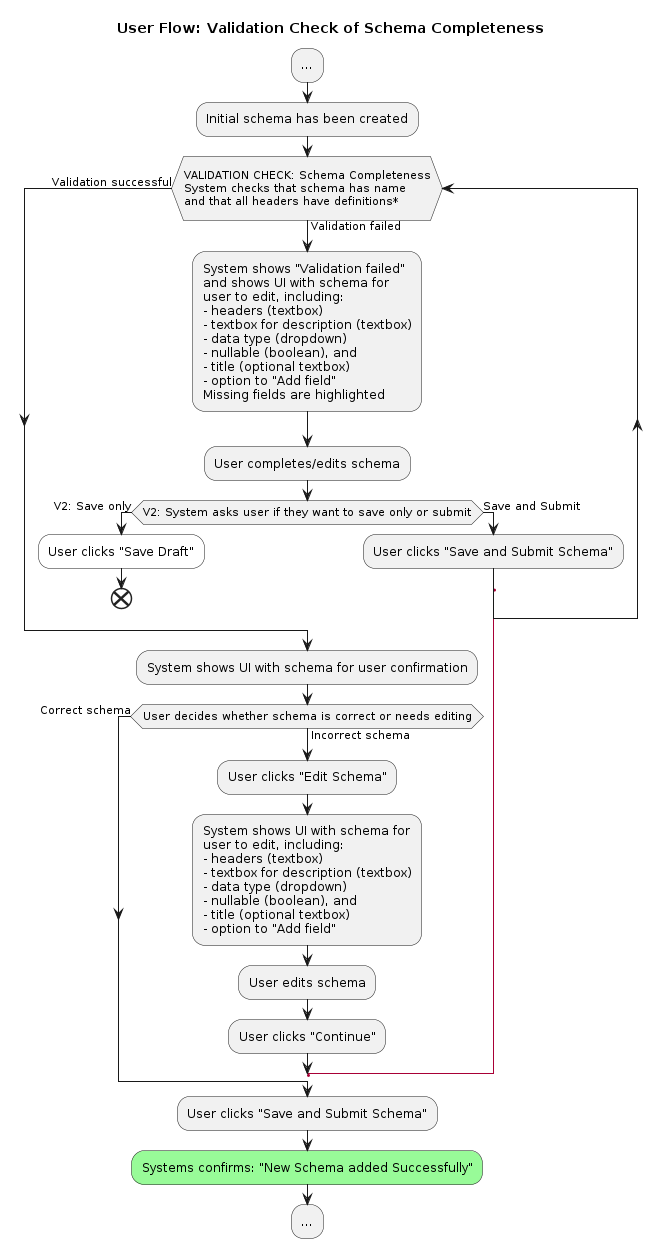 User Flow: Validation Check of Schema Completeness
...
Initial schema has been created
Validation successful
VALIDATION CHECK: Schema Completeness
System checks that schema has name
and that all headers have definitions*
Validation failed
System shows "Validation failed"
and shows UI with schema for
user to edit, including:
- headers (textbox)
- textbox for description (textbox)
- data type (dropdown)
- nullable (boolean), and
- title (optional textbox)
- option to "Add field"
Missing fields are highlighted
User completes/edits schema
V2: Save only
V2: System asks user if they want to save only or submit
Save and Submit
User clicks "Save Draft"
User clicks "Save and Submit Schema"
System shows UI with schema for user confirmation
Correct schema
User decides whether schema is correct or needs editing
Incorrect schema
User clicks "Edit Schema"
System shows UI with schema for
user to edit, including:
- headers (textbox)
- textbox for description (textbox)
- data type (dropdown)
- nullable (boolean), and
- title (optional textbox)
- option to "Add field"
User edits schema
User clicks "Continue"
User clicks "Save and Submit Schema"
Systems confirms: "New Schema added Successfully"
...